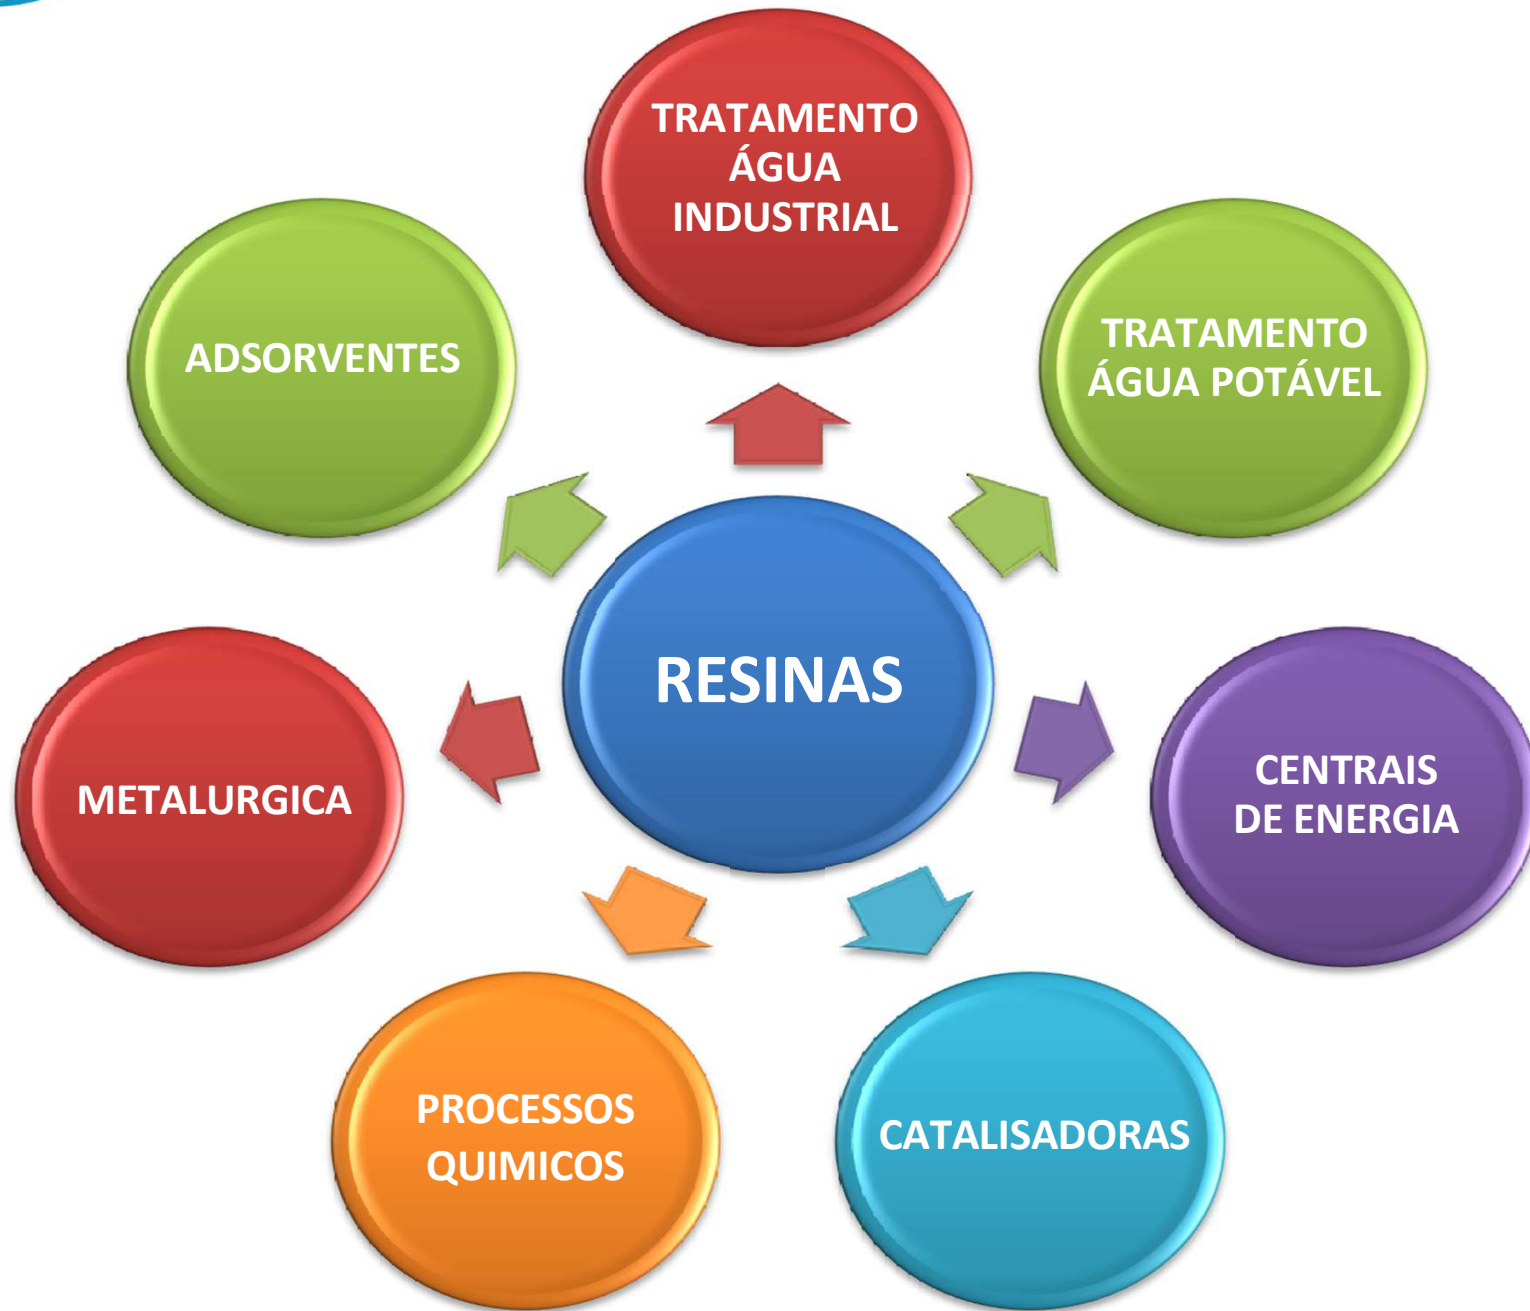 TRATAMENTO
ÁGUA
INDUSTRIAL
TRATAMENTO
ÁGUA POTÁVEL
ADSORVENTES
RESINAS
CENTRAIS
DE ENERGIA
METALURGICA
PROCESSOS
QUIMICOS
CATALISADORAS